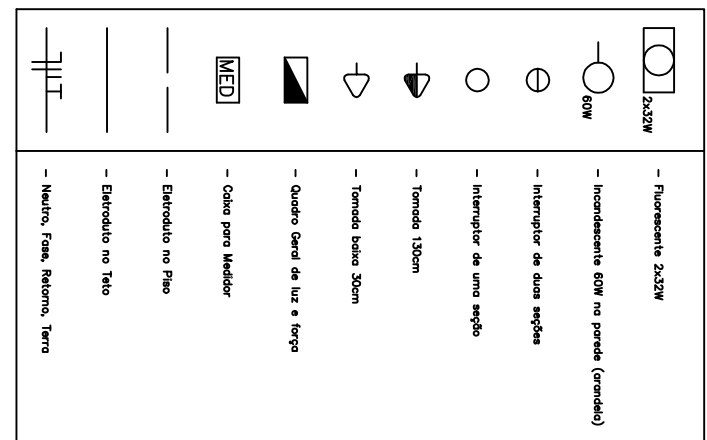 2x32W
- Fluorescente 2x32W
60W
- Incandescente 60W na parede (arandela)
- Interruptor de duas seções
- Interruptor de uma seção
- Tomada 130cm
- Tomada baixa 30cm
- Quadro Geral de luz e força
MED
- Caixa para Medidor
- Eletroduto no Piso
- Eletroduto no Teto
- Neutro, Fase, Retorno, Terra